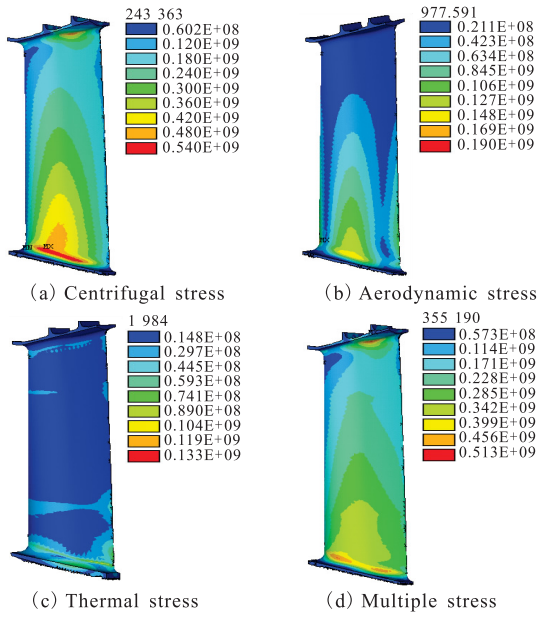 243 363
0.602E+08
0.120E+09
0.180E+09
0.240E+09
0.300E+09
0.360E+09
0.420E+09
0.480E+09
0.540E+09
MN MX
(a) Centrifugal stress
977.591
0.211E+08
0.423E+08
0.634E+08
0.845E+09
0.106E+09
0.127E+09
0.148E+09
0.169E+09
0.190E+09
MX
(b) Aerodynamic stress
1 984
0.148E+08
0.297E+08
0.445E+08
0.593E+08
0.741E+08
0.890E+08
0.104E+09
0.119E+09
0.133E+09
(c) Thermal stress
355 190
0.573E+08
0.114E+09
0.171E+09
0.228E+09
0.285E+09
0.342E+09
0.399E+09
0.456E+09
0.513E+09
(d) Multiple stress